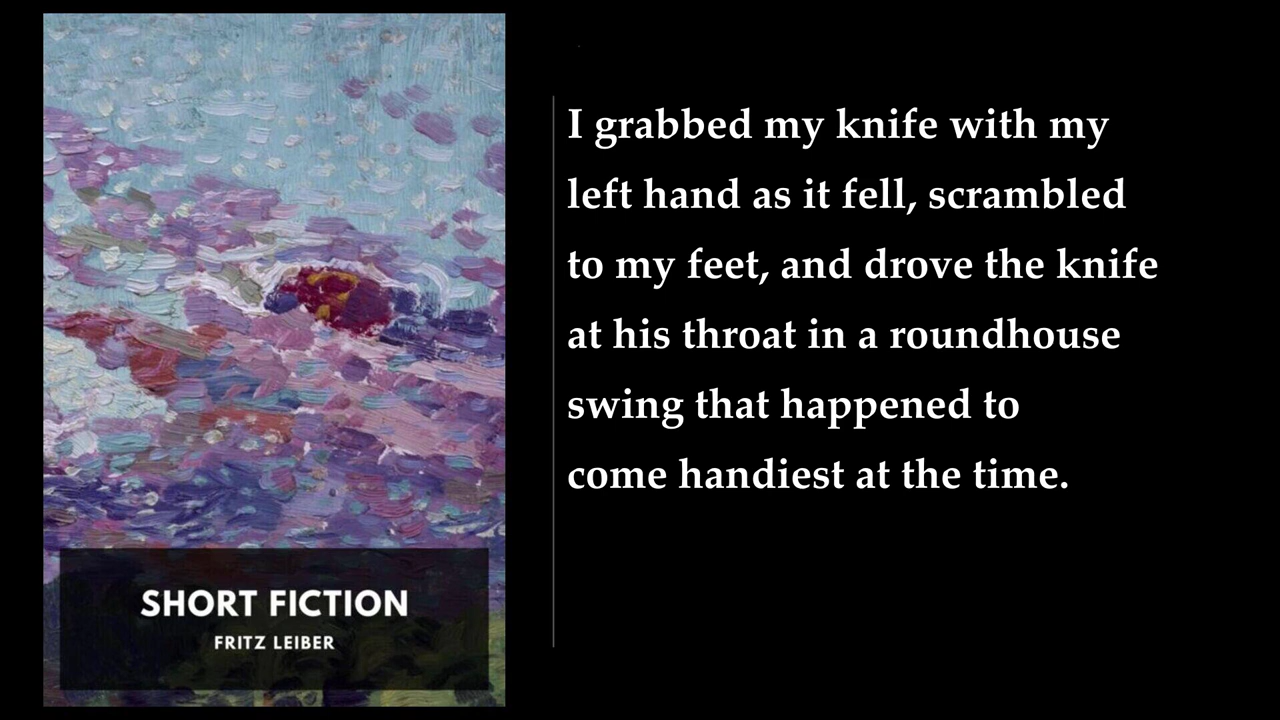 I grabbed my knife with my
left hand as it fell, scrambled
to my feet, and drove the knife
at his throat in a roundhouse
swing that happened to
come handiest at the time.
SHORT FICTION
FRITZ LEIBER